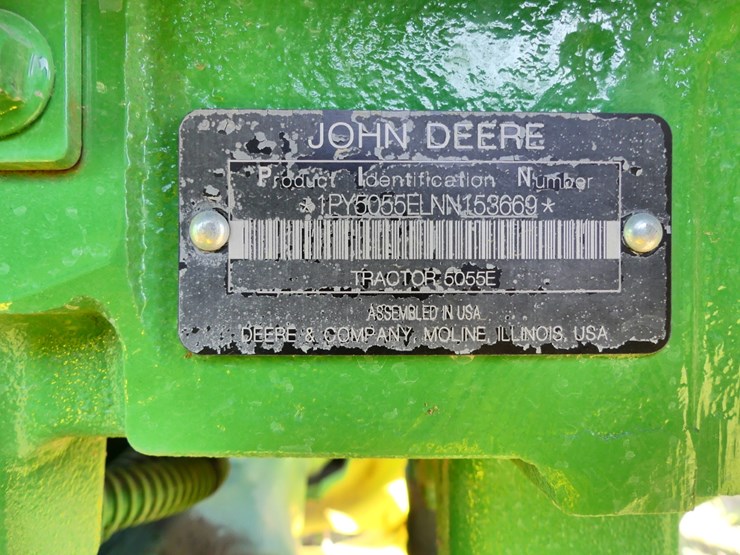 JOHN DEERE
Product Identification Number
*1PY5055ELNN153669*
TRACTOR 5055E
ASSEMBLED IN USA
DEERE & COMPANY, MOLINE, ILLINOIS, USA